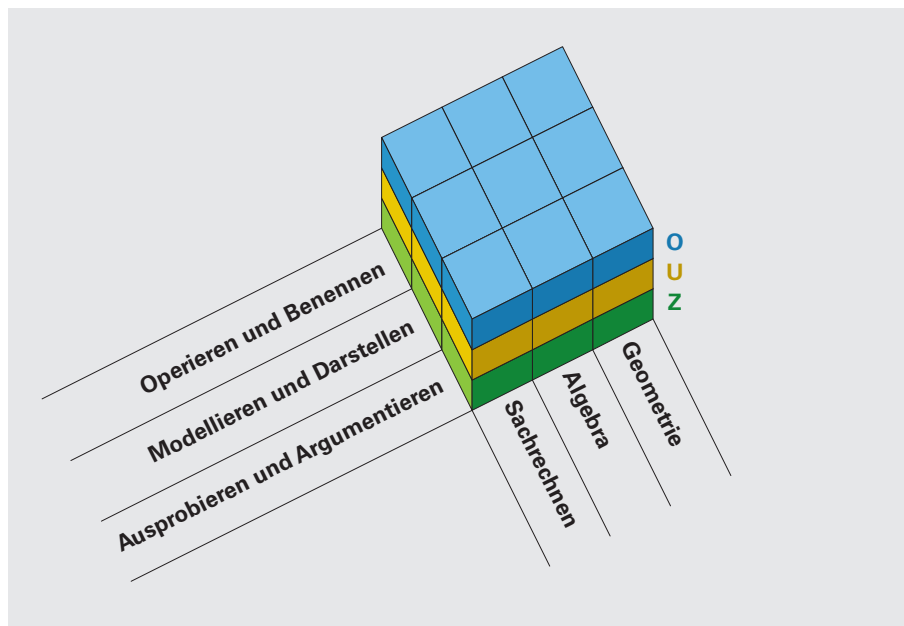 O
U
Z
Operieren und Benennen
Modellieren und Darstellen
Ausprobieren und Argumentieren
Sachrechnen
Algebra
Geometrie